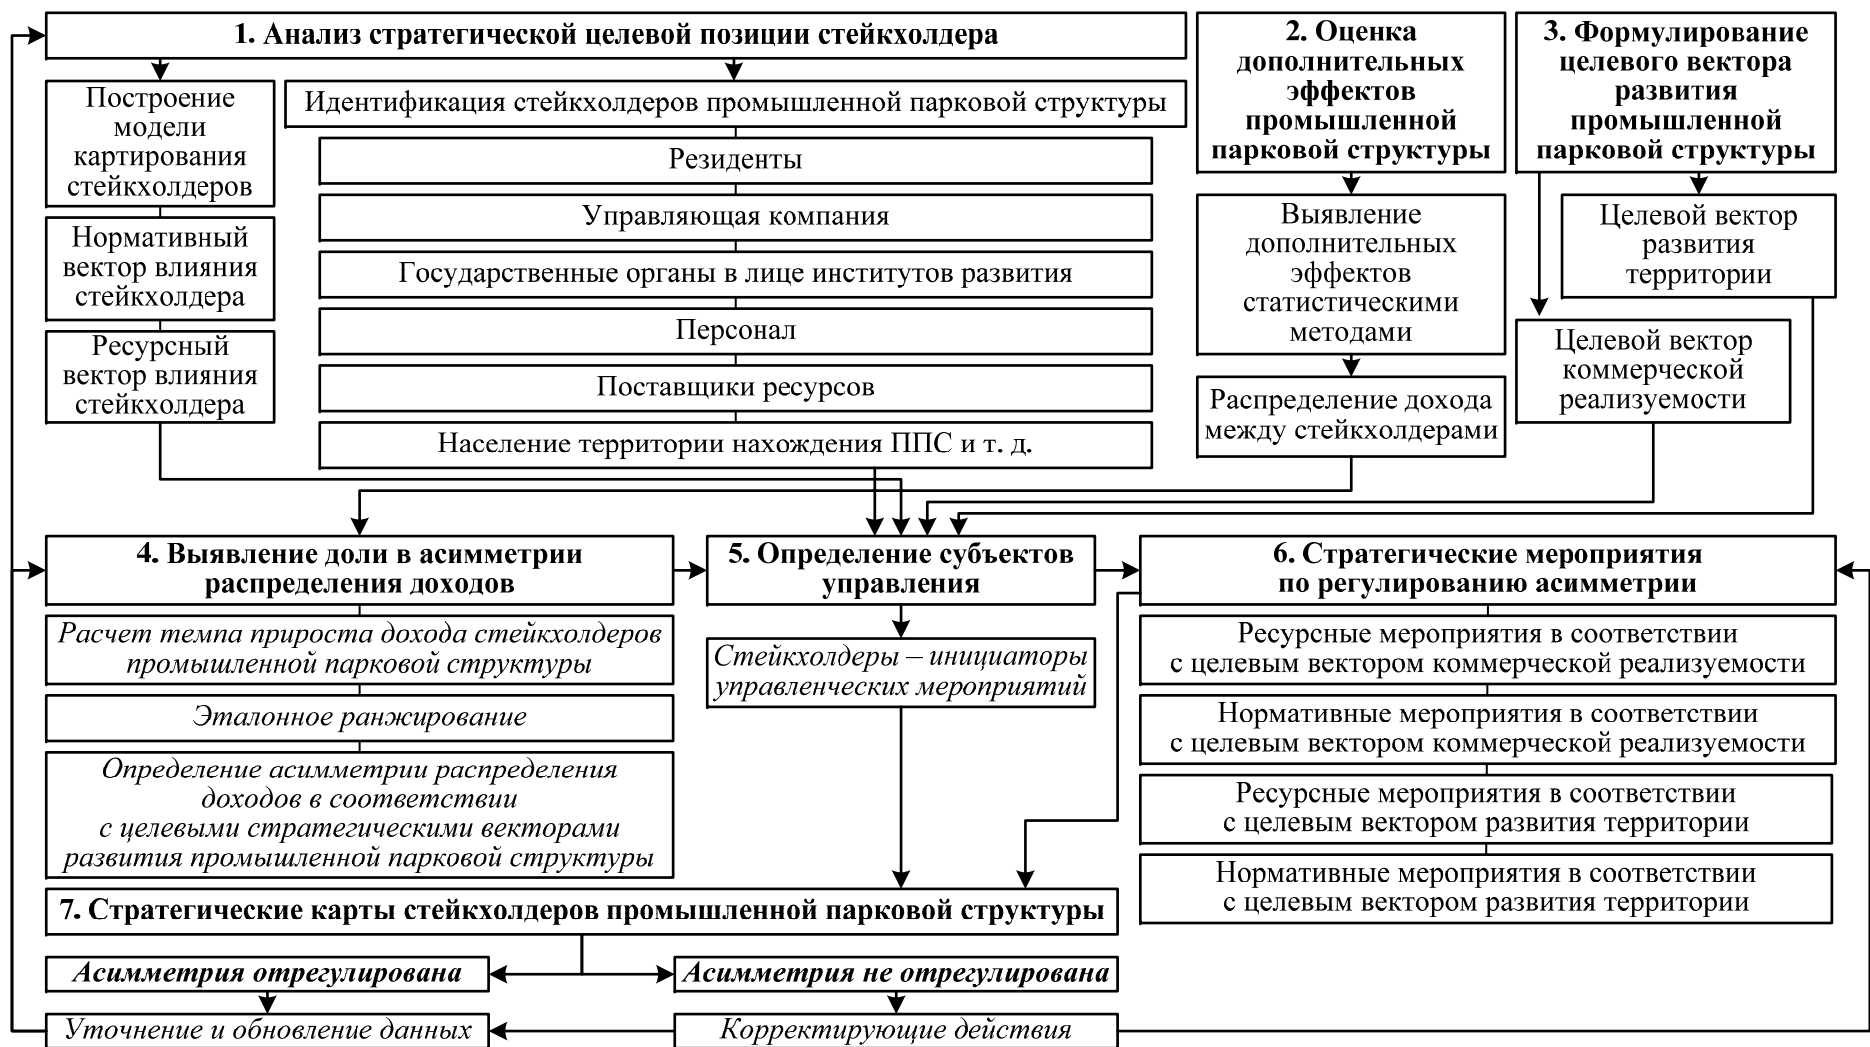 1. Анализ стратегической целевой позиции стейкхолдера
Построение
модели
картирования
стейкхолдеров
Нормативный
вектор влияния
стейкхолдера
Ресурсный
вектор влияния
стейкхолдера
Идентификация стейкхолдеров промышленной парковой структуры
Резиденты
Управляющая компания
Государственные органы в лице институтов развития
Персонал
Поставщики ресурсов
Население территории нахождения ППС и т. д.
2. Оценка
дополнительных
эффектов
промышленной
парковой структуры
Выявление
дополнительных
эффектов
статистическими
методами
Распределение дохода
между стейкхолдерами
3. Формулирование
целевого вектора
развития
промышленной
парковой структуры
Целевой вектор
развития
территории
Целевой вектор
коммерческой
реализуемости
4. Выявление доли в асимметрии
распределения доходов
Расчет темпа прироста дохода стейкхолдеров
промышленной парковой структуры
Эталонное ранжирование
Определение асимметрии распределения
доходов в соответствии
с целевыми стратегическими векторами
развития промышленной парковой структуры
5. Определение субъектов
управления
Стейкхолдеры – инициаторы
управленческих мероприятий
6. Стратегические мероприятия
по регулированию асимметрии
Ресурсные мероприятия в соответствии
с целевым вектором коммерческой реализуемости
Нормативные мероприятия в соответствии
с целевым вектором коммерческой реализуемости
Ресурсные мероприятия в соответствии
с целевым вектором развития территории
Нормативные мероприятия в соответствии
с целевым вектором развития территории
7. Стратегические карты стейкхолдеров промышленной парковой структуры
Асимметрия отрегулирована
Асимметрия не отрегулирована
Уточнение и обновление данных
Корректирующие действия